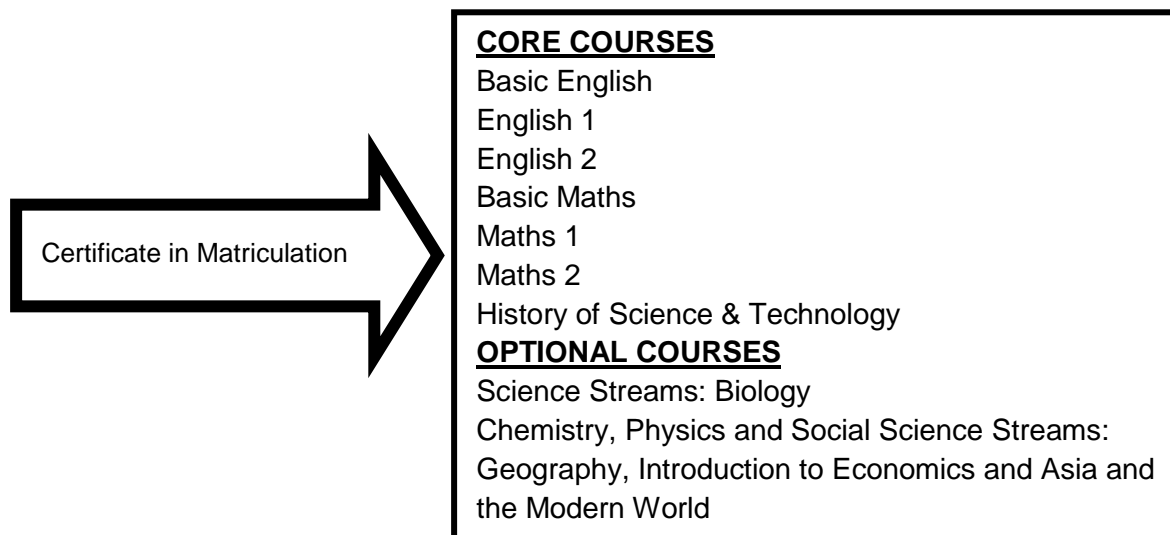 Certificate in Matriculation
CORE COURSES
Basic English
English 1
English 2
Basic Maths
Maths 1
Maths 2
History of Science & Technology
OPTIONAL COURSES
Science Streams: Biology
Chemistry, Physics and Social Science Streams:
Geography, Introduction to Economics and Asia and
the Modern World